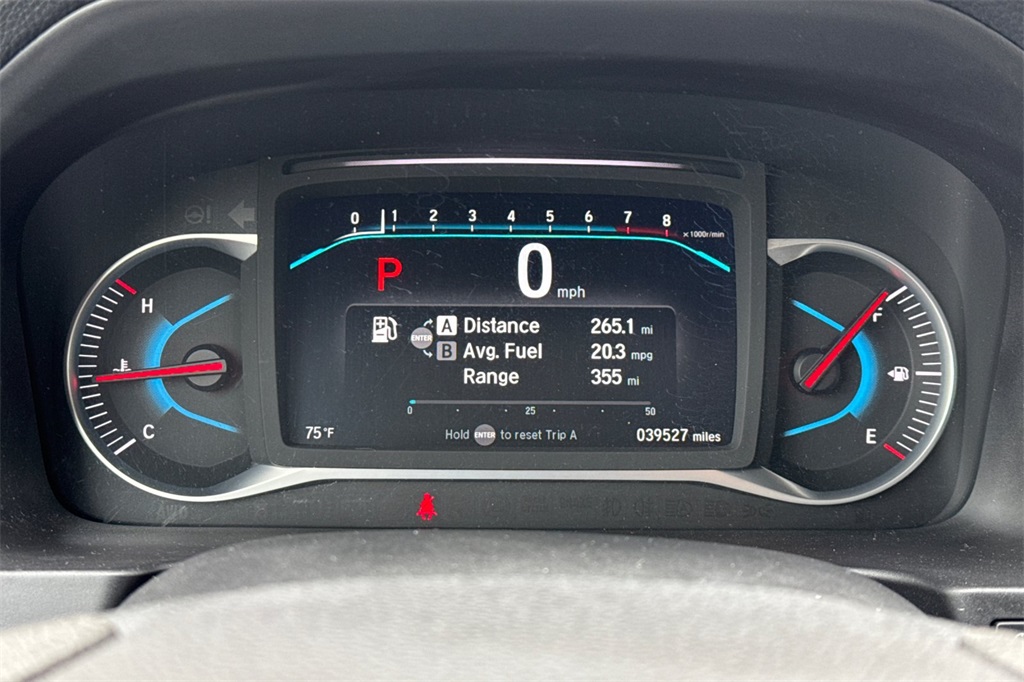 0 1 2 3 4 5 6 7 8 x1000r/min
P 0 mph
H
C
F
E
A Distance 265.1 mi
ENTER
B Avg. Fuel 20.3 mpg
Range 355 mi
0 25 50
75°F Hold ENTER to reset Trip A 039527 miles